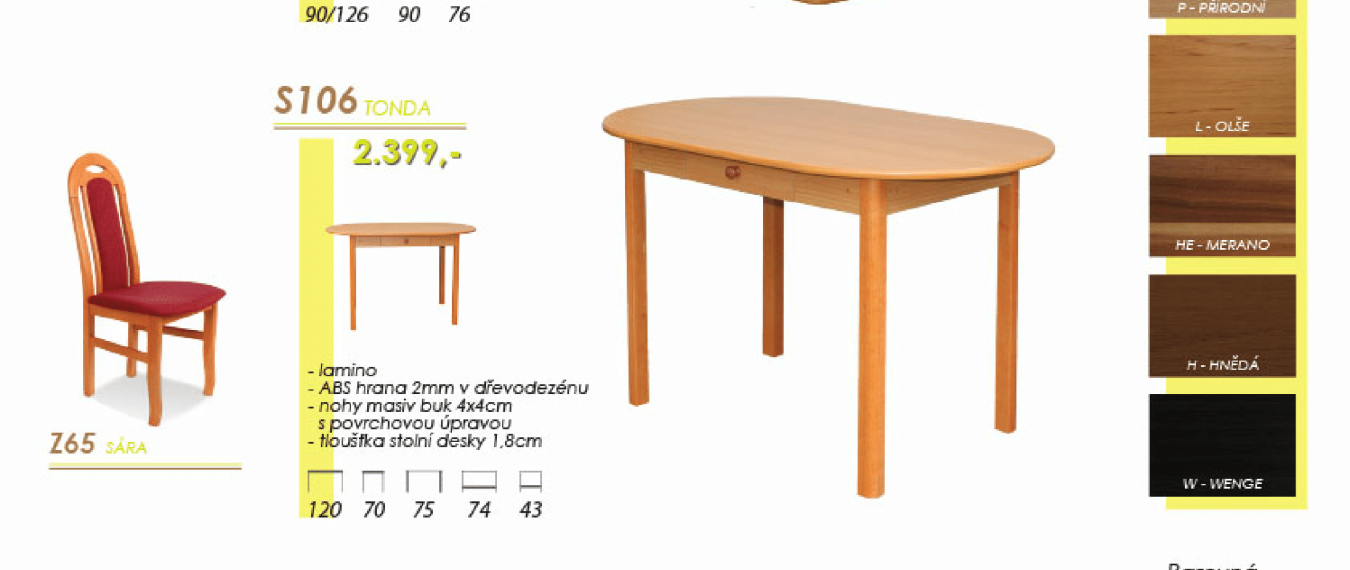 90/126 90 76
S106 TONDA
2.399,-
- lamino
- ABS hrana 2mm v dřevodezénu
- nohy masiv buk 4x4cm
s povrchovou úpravou
- tloušťka stolní desky 1,8cm
120 70 75 74 43
Z65 SÁRA
P - PŘÍRODNÍ
L - OLŠE
HE - MERANO
H - HNĚDÁ
W - WENGE